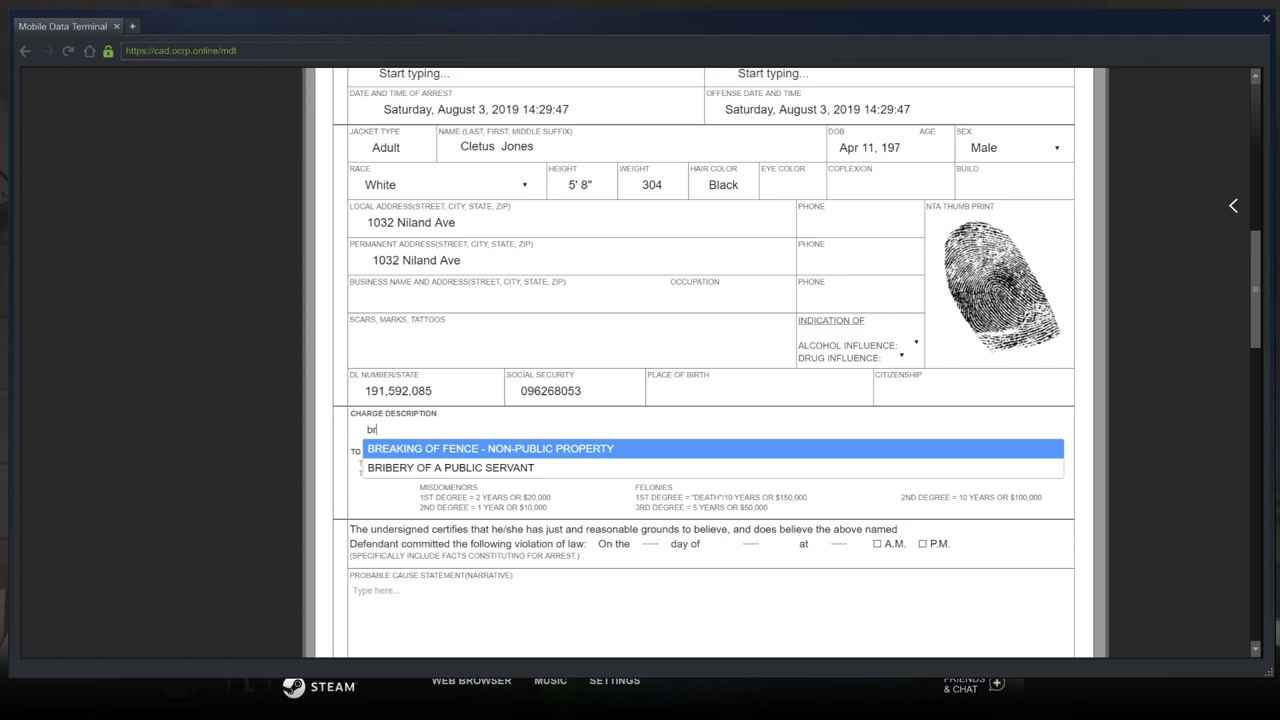 Mobile Data Terminal
https://cad.ocrp.online/mdt
Start typing... Start typing...
DATE AND TIME OF ARREST OFFENSE DATE AND TIME
Saturday, August 3, 2019 14:29:47 Saturday, August 3, 2019 14:29:47
JACKET TYPE NAME (LAST, FIRST, MIDDLE SUFFIX) DOB AGE SEX
Adult Cletus Jones Apr 11, 197 Male
RACE HEIGHT WEIGHT HAIR COLOR EYE COLOR COPLEXION BUILD
White 5' 8" 304 Black
LOCAL ADDRESS(STREET, CITY, STATE, ZIP) PHONE NTA THUMB PRINT
1032 Niland Ave
PERMANENT ADDRESS(STREET, CITY, STATE, ZIP) PHONE
1032 Niland Ave
BUSINESS NAME AND ADDRESS(STREET, CITY, STATE, ZIP) OCCUPATION PHONE
SCARS, MARKS, TATTOOS INDICATION OF
ALCOHOL INFLUENCE:
DRUG INFLUENCE:
DL NUMBER/STATE SOCIAL SECURITY PLACE OF BIRTH CITIZENSHIP
191,592,085 096268053
CHARGE DESCRIPTION
br
BREAKING OF FENCE - NON-PUBLIC PROPERTY
TO
BRIBERY OF A PUBLIC SERVANT
MISDOMENORS FELONIES
1ST DEGREE = 2 YEARS OR $20,000 1ST DEGREE = "DEATH"/10 YEARS OR $150,000 2ND DEGREE = 10 YEARS OR $100,000
2ND DEGREE = 1 YEAR OR $10,000 3RD DEGREE = 5 YEARS OR $50,000
The undersigned certifies that he/she has just and reasonable grounds to believe, and does believe the above named
Defendant committed the following violation of law: On the ---- day of ---- at ---- A.M. P.M.
(SPECIFICALLY INCLUDE FACTS CONSTITUTING FOR ARREST.)
PROBABLE CAUSE STATEMENT(NARRATIVE)
Type here...
STEAM WEB BROWSER MUSIC SETTINGS FRIENDS
& CHAT